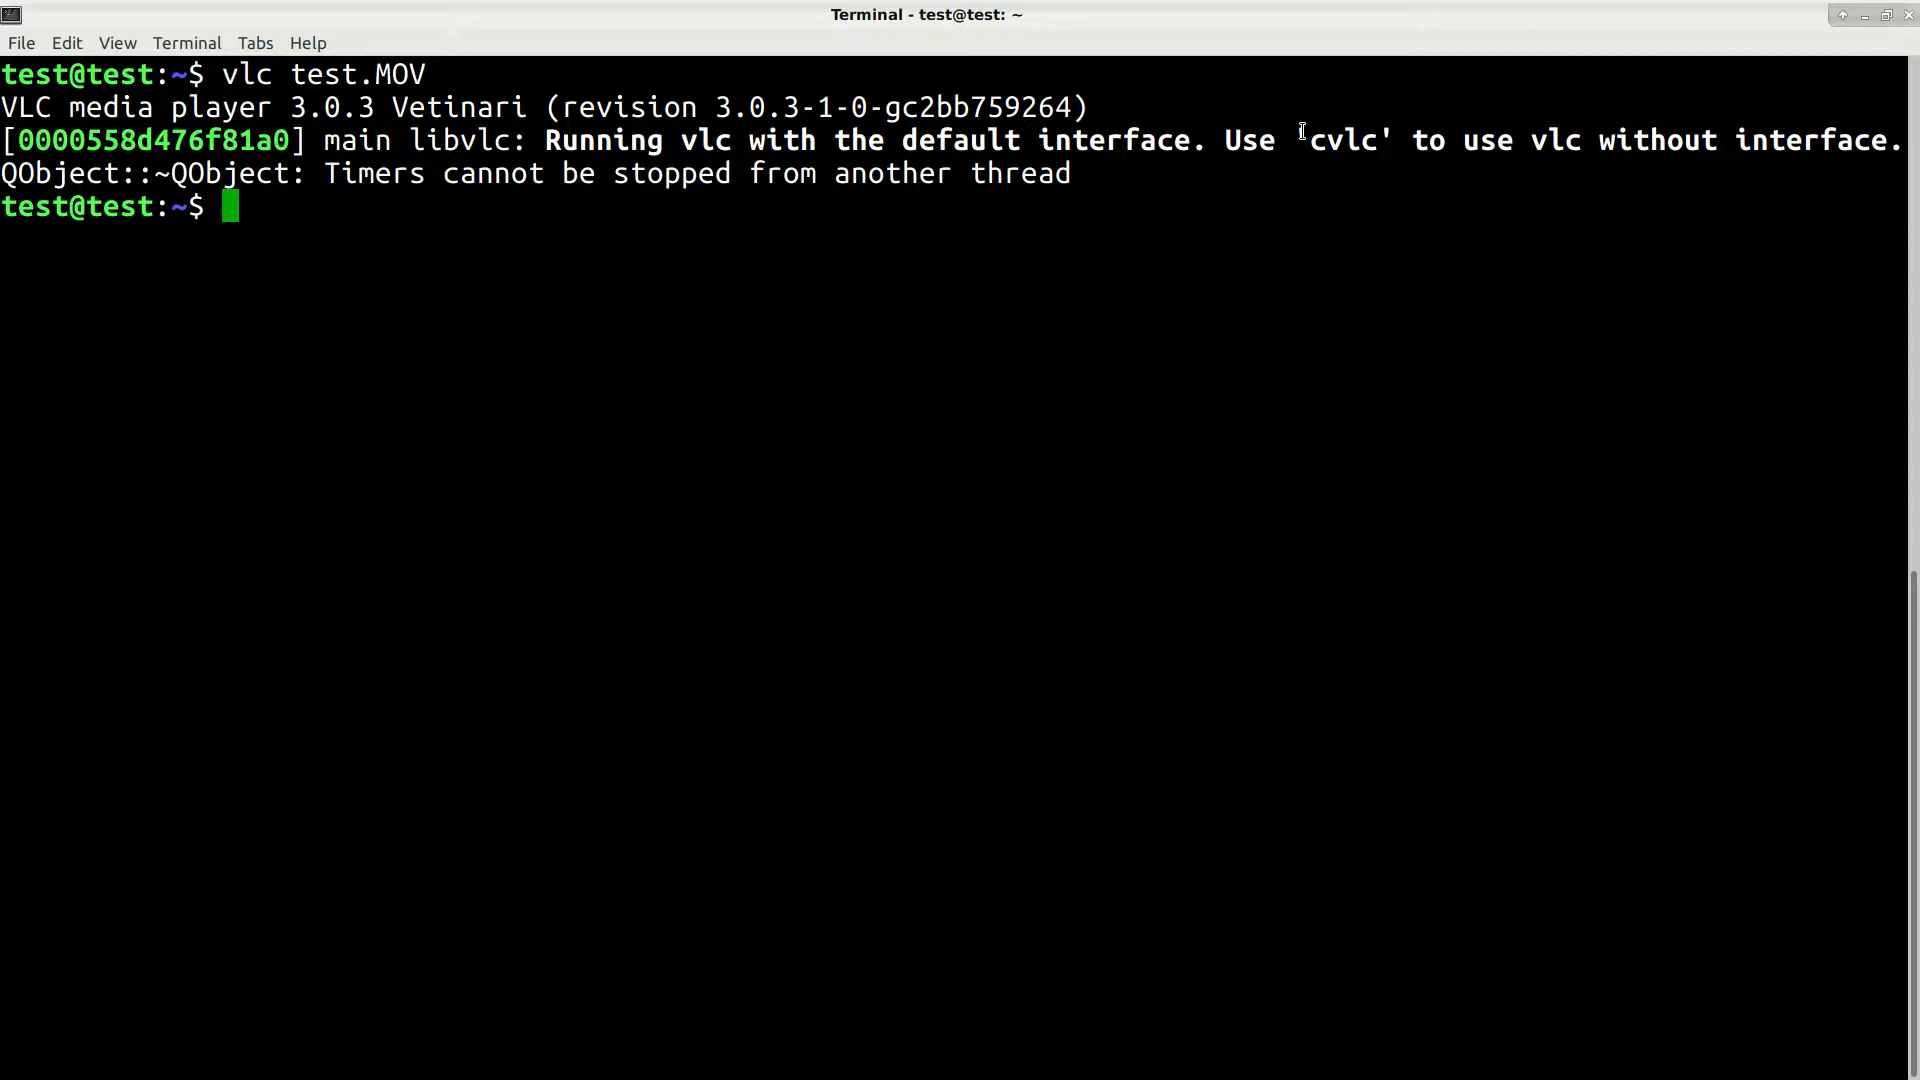 Terminal - test@test: ~
File Edit View Terminal Tabs Help
test@test:~$ vlc test.MOV
VLC media player 3.0.3 Vetinari (revision 3.0.3-1-0-gc2bb759264)
[0000558d476f81a0] main libvlc: Running vlc with the default interface. Use `cvlc' to use vlc without interface.
QObject::~QObject: Timers cannot be stopped from another thread
test@test:~$